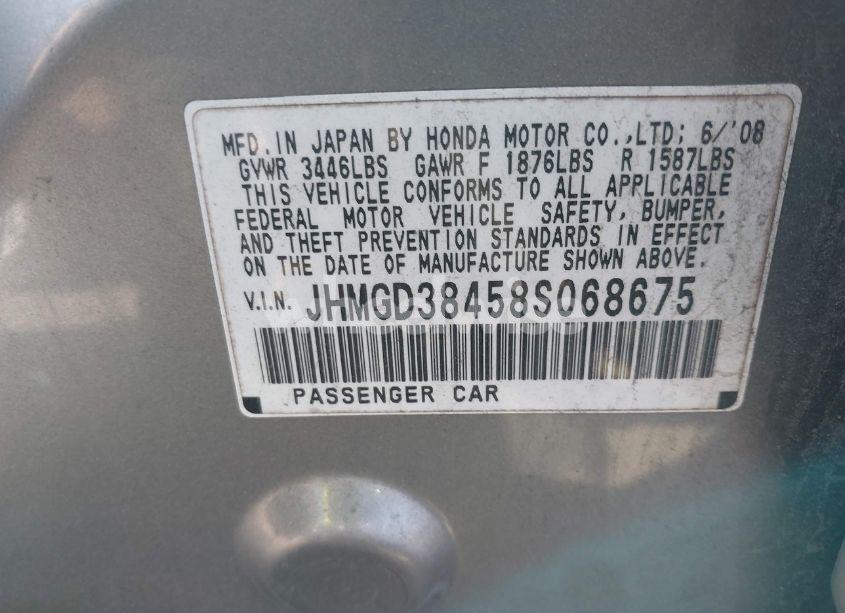 MFD. IN JAPAN BY HONDA MOTOR CO.,LTD; 6/'08
GVWR 3446LBS GAWR F 1876LBS R 1587LBS
THIS VEHICLE CONFORMS TO ALL APPLICABLE
FEDERAL MOTOR VEHICLE SAFETY, BUMPER,
AND THEFT PREVENTION STANDARDS IN EFFECT
ON THE DATE OF MANUFACTURE SHOWN ABOVE.
V.I.N. JHMGD38458S068675
PASSENGER CAR